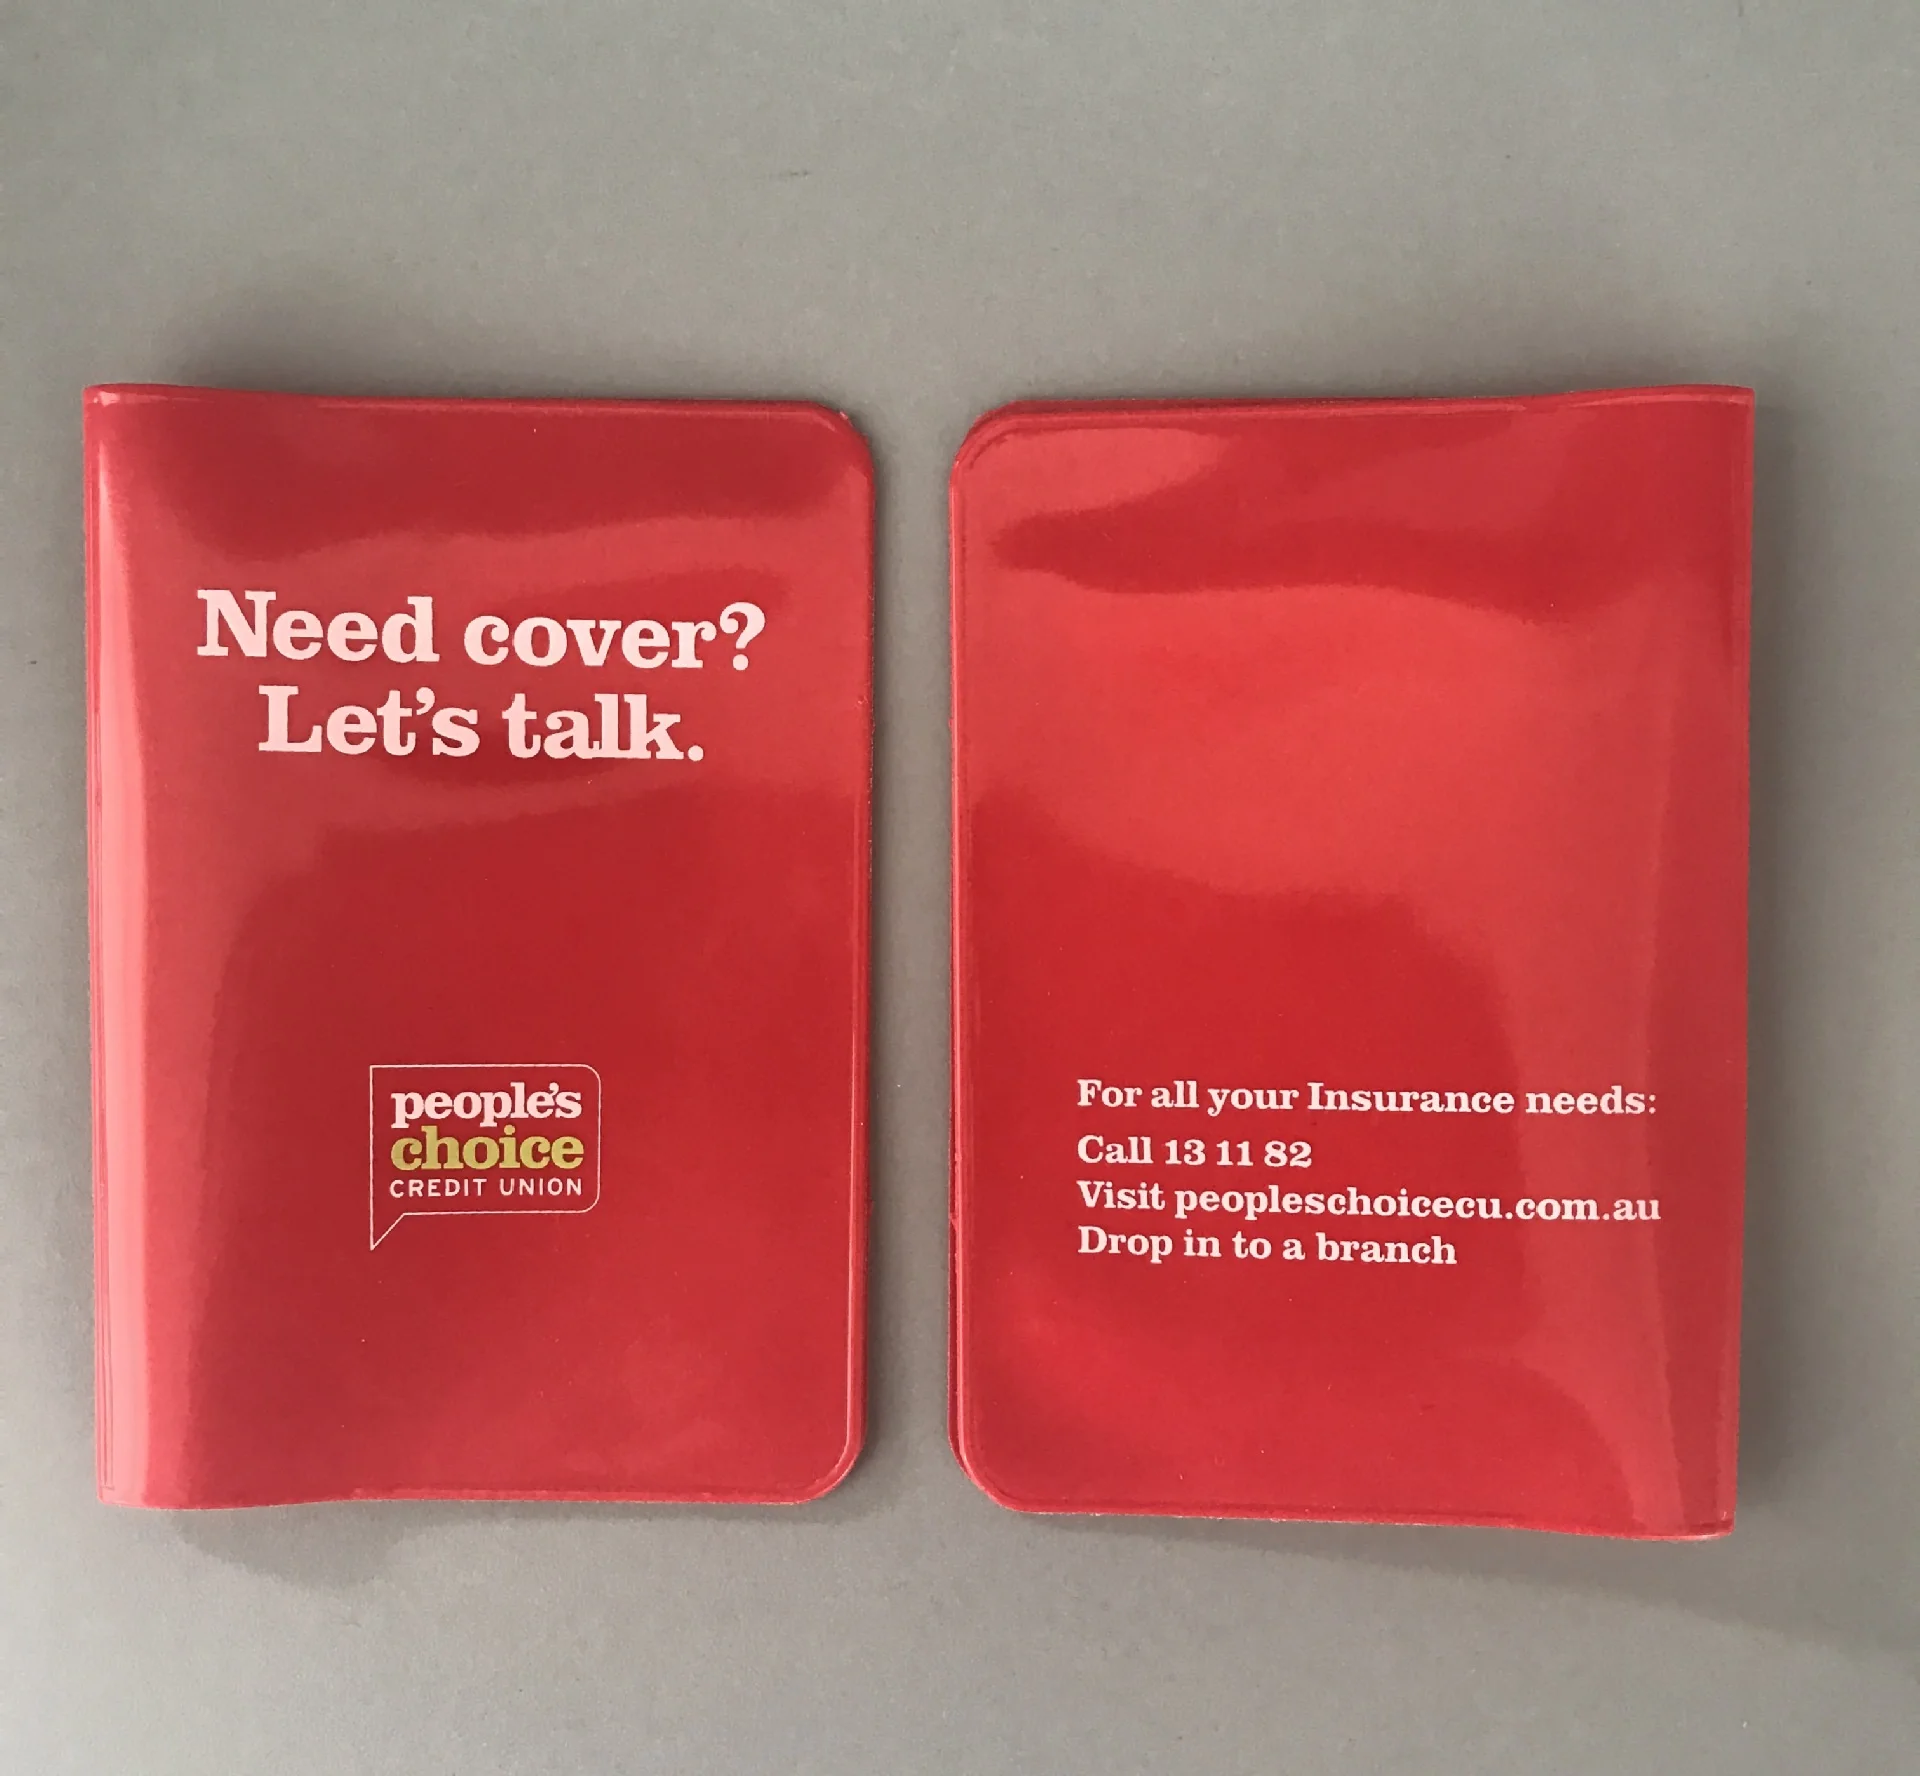 Need cover?
Let's talk.
people's
choice
CREDIT UNION
For all your Insurance needs:
Call 13 11 82
Visit peopleschoicecu.com.au
Drop in to a branch